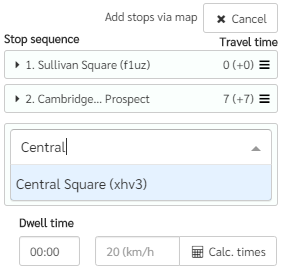 Add stops via map ✖ Cancel
Stop sequence Travel time
1. Sullivan Square (f1uz) 0 (+0)
2. Cambridge... Prospect 7 (+7)
Central
Central Square (xhv3)
Dwell time
00:00 20 (km/h Calc. times